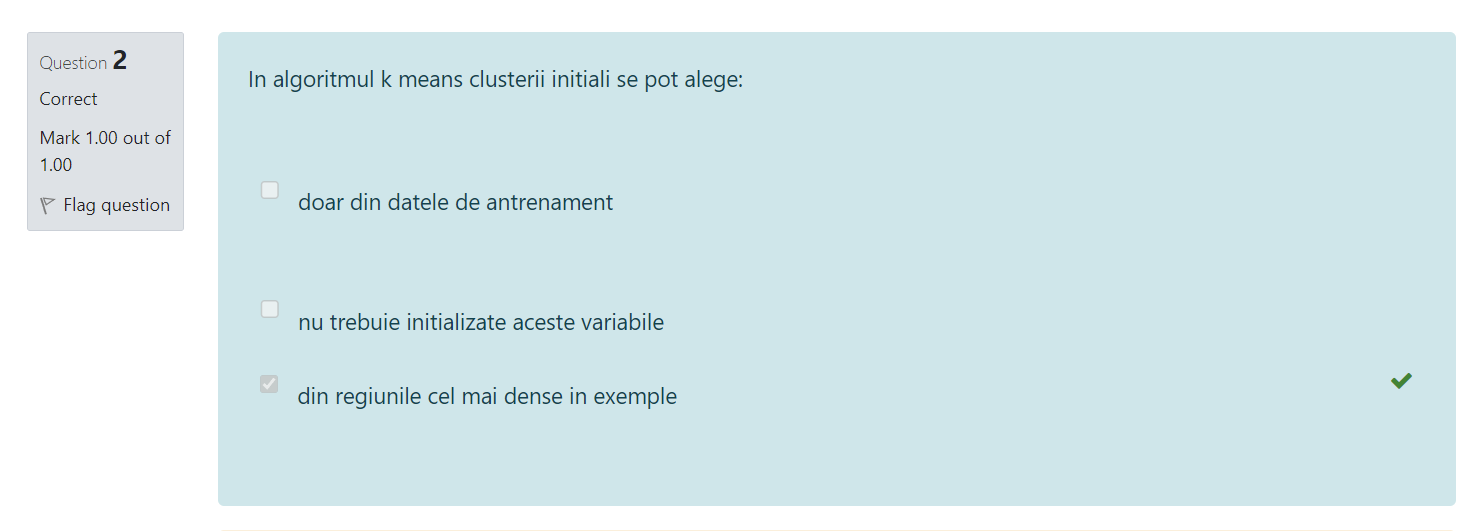 Question 2
Correct
Mark 1.00 out of
1.00
Flag question
In algoritmul k means clusterii initiali se pot alege:
doar din datele de antrenament
nu trebuie initializate aceste variabile
din regiunile cel mai dense in exemple